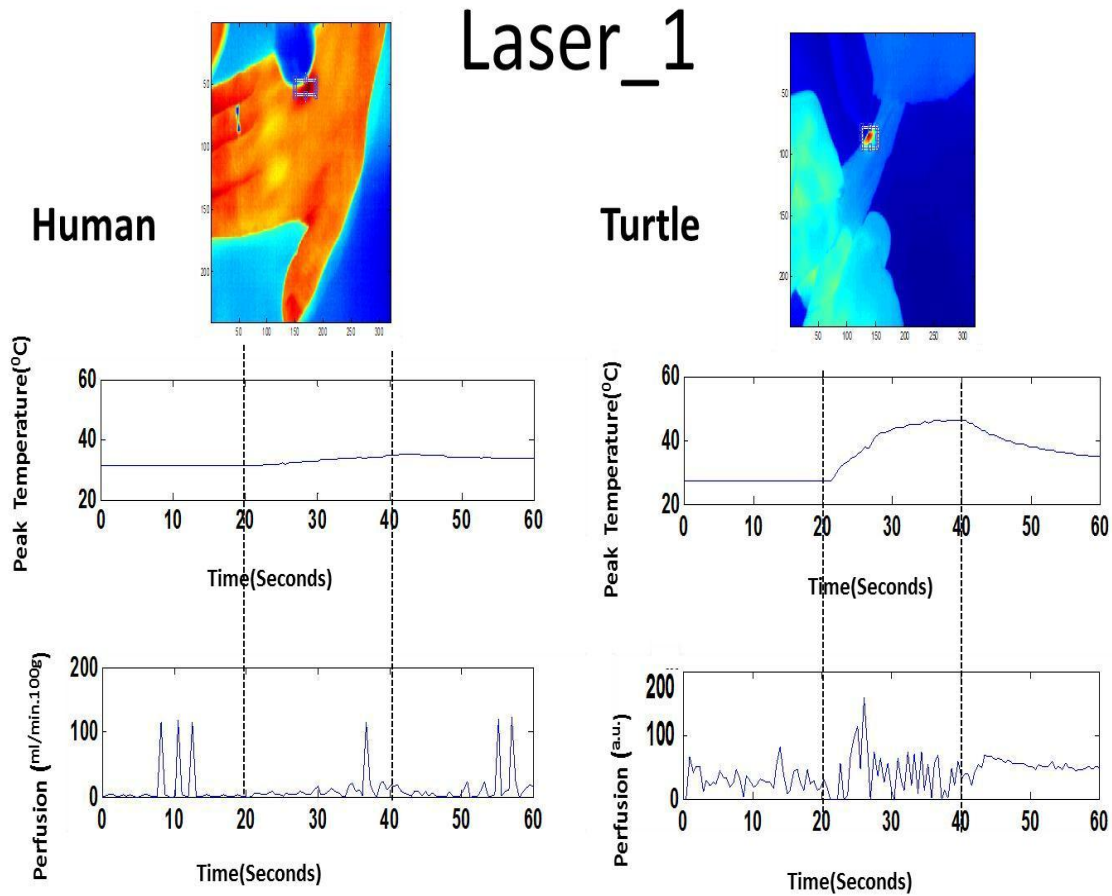 Laser_1
Human
Turtle
50
100
150
200
50 100 150 200 250 300
50
100
150
200
50 100 150 200 250 300
Peak Temperature(⁰C)
60
40
20
0 10 20 30 40 50 60
Time(Seconds)
Peak Temperature(⁰C)
60
40
20
0 10 20 30 40 50 60
Time(Seconds)
Perfusion (ml/min.100g)
200
100
0
0 10 20 30 40 50 60
Time(Seconds)
Perfusion (a.u.)
200
100
0
0 10 20 30 40 50 60
Time(Seconds)